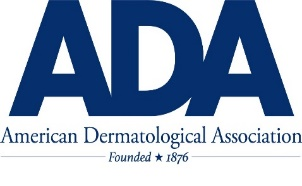 ADA
American Dermatological Association
Founded ★ 1876